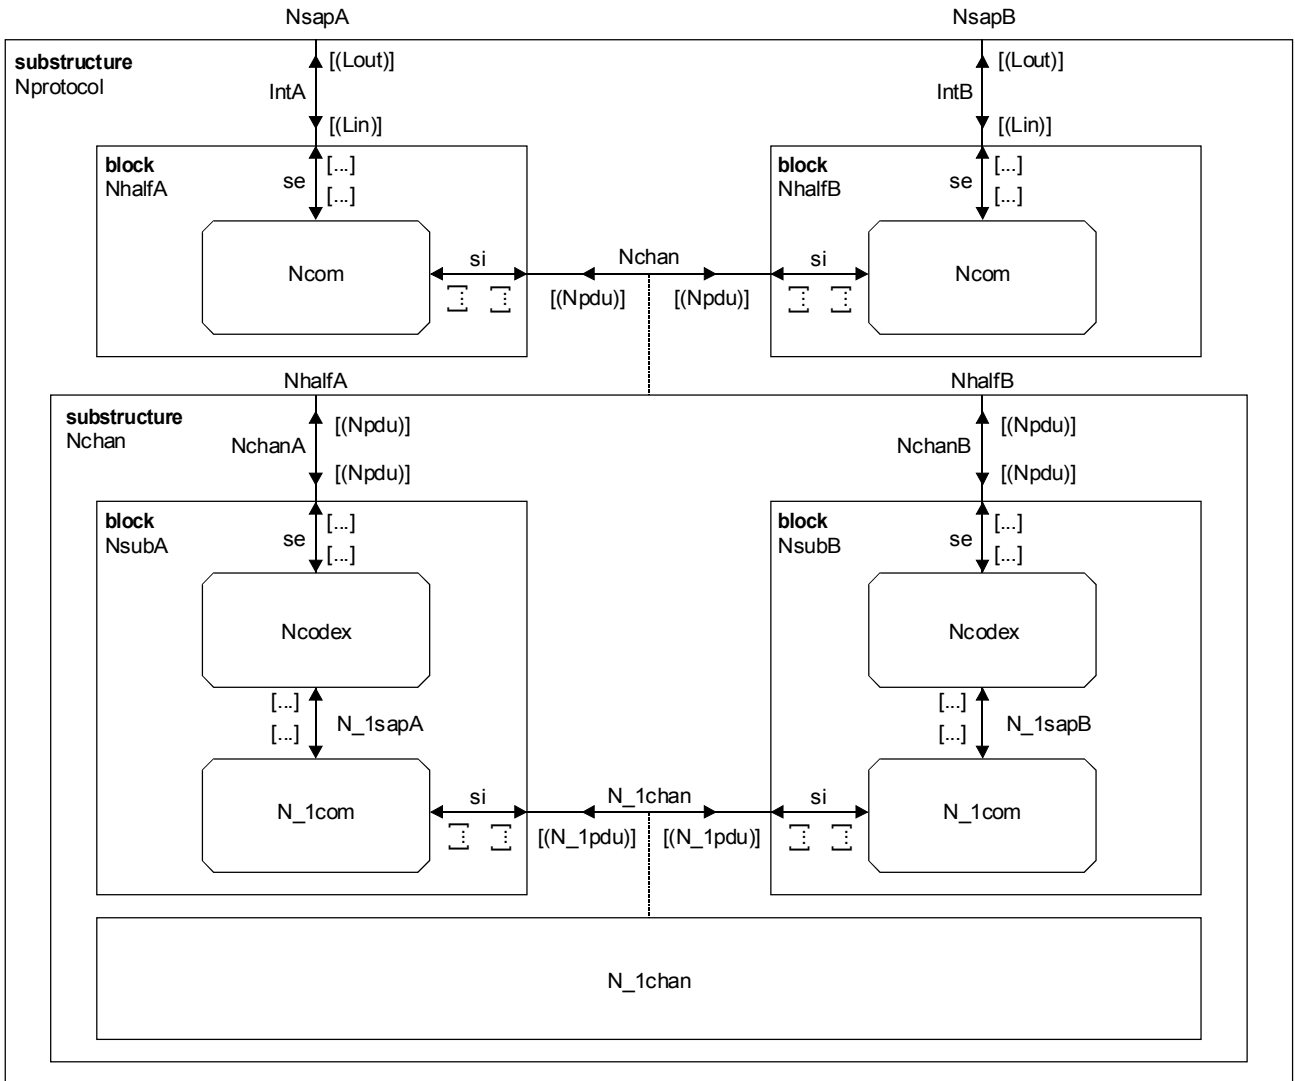 NsapA
NsapB
substructure
Nprotocol
[(Lout)]
[(Lout)]
IntA
IntB
[(Lin)]
[(Lin)]
block
NhalfA
se
[...]
[...]
block
NhalfB
se
[...]
[...]
Ncom
si
[...]
[...]
Nchan
[(Npdu)]
[(Npdu)]
si
[...]
[...]
Ncom
NhalfA
NhalfB
substructure
Nchan
[(Npdu)]
[(Npdu)]
NchanA
NchanB
[(Npdu)]
[(Npdu)]
block
NsubA
se
[...]
[...]
block
NsubB
se
[...]
[...]
Ncodex
Ncodex
[...]
[...]
N_1sapA
[...]
[...]
N_1sapB
N_1com
si
[...]
[...]
N_1chan
[(N_1pdu)]
[(N_1pdu)]
si
[...]
[...]
N_1com
N_1chan